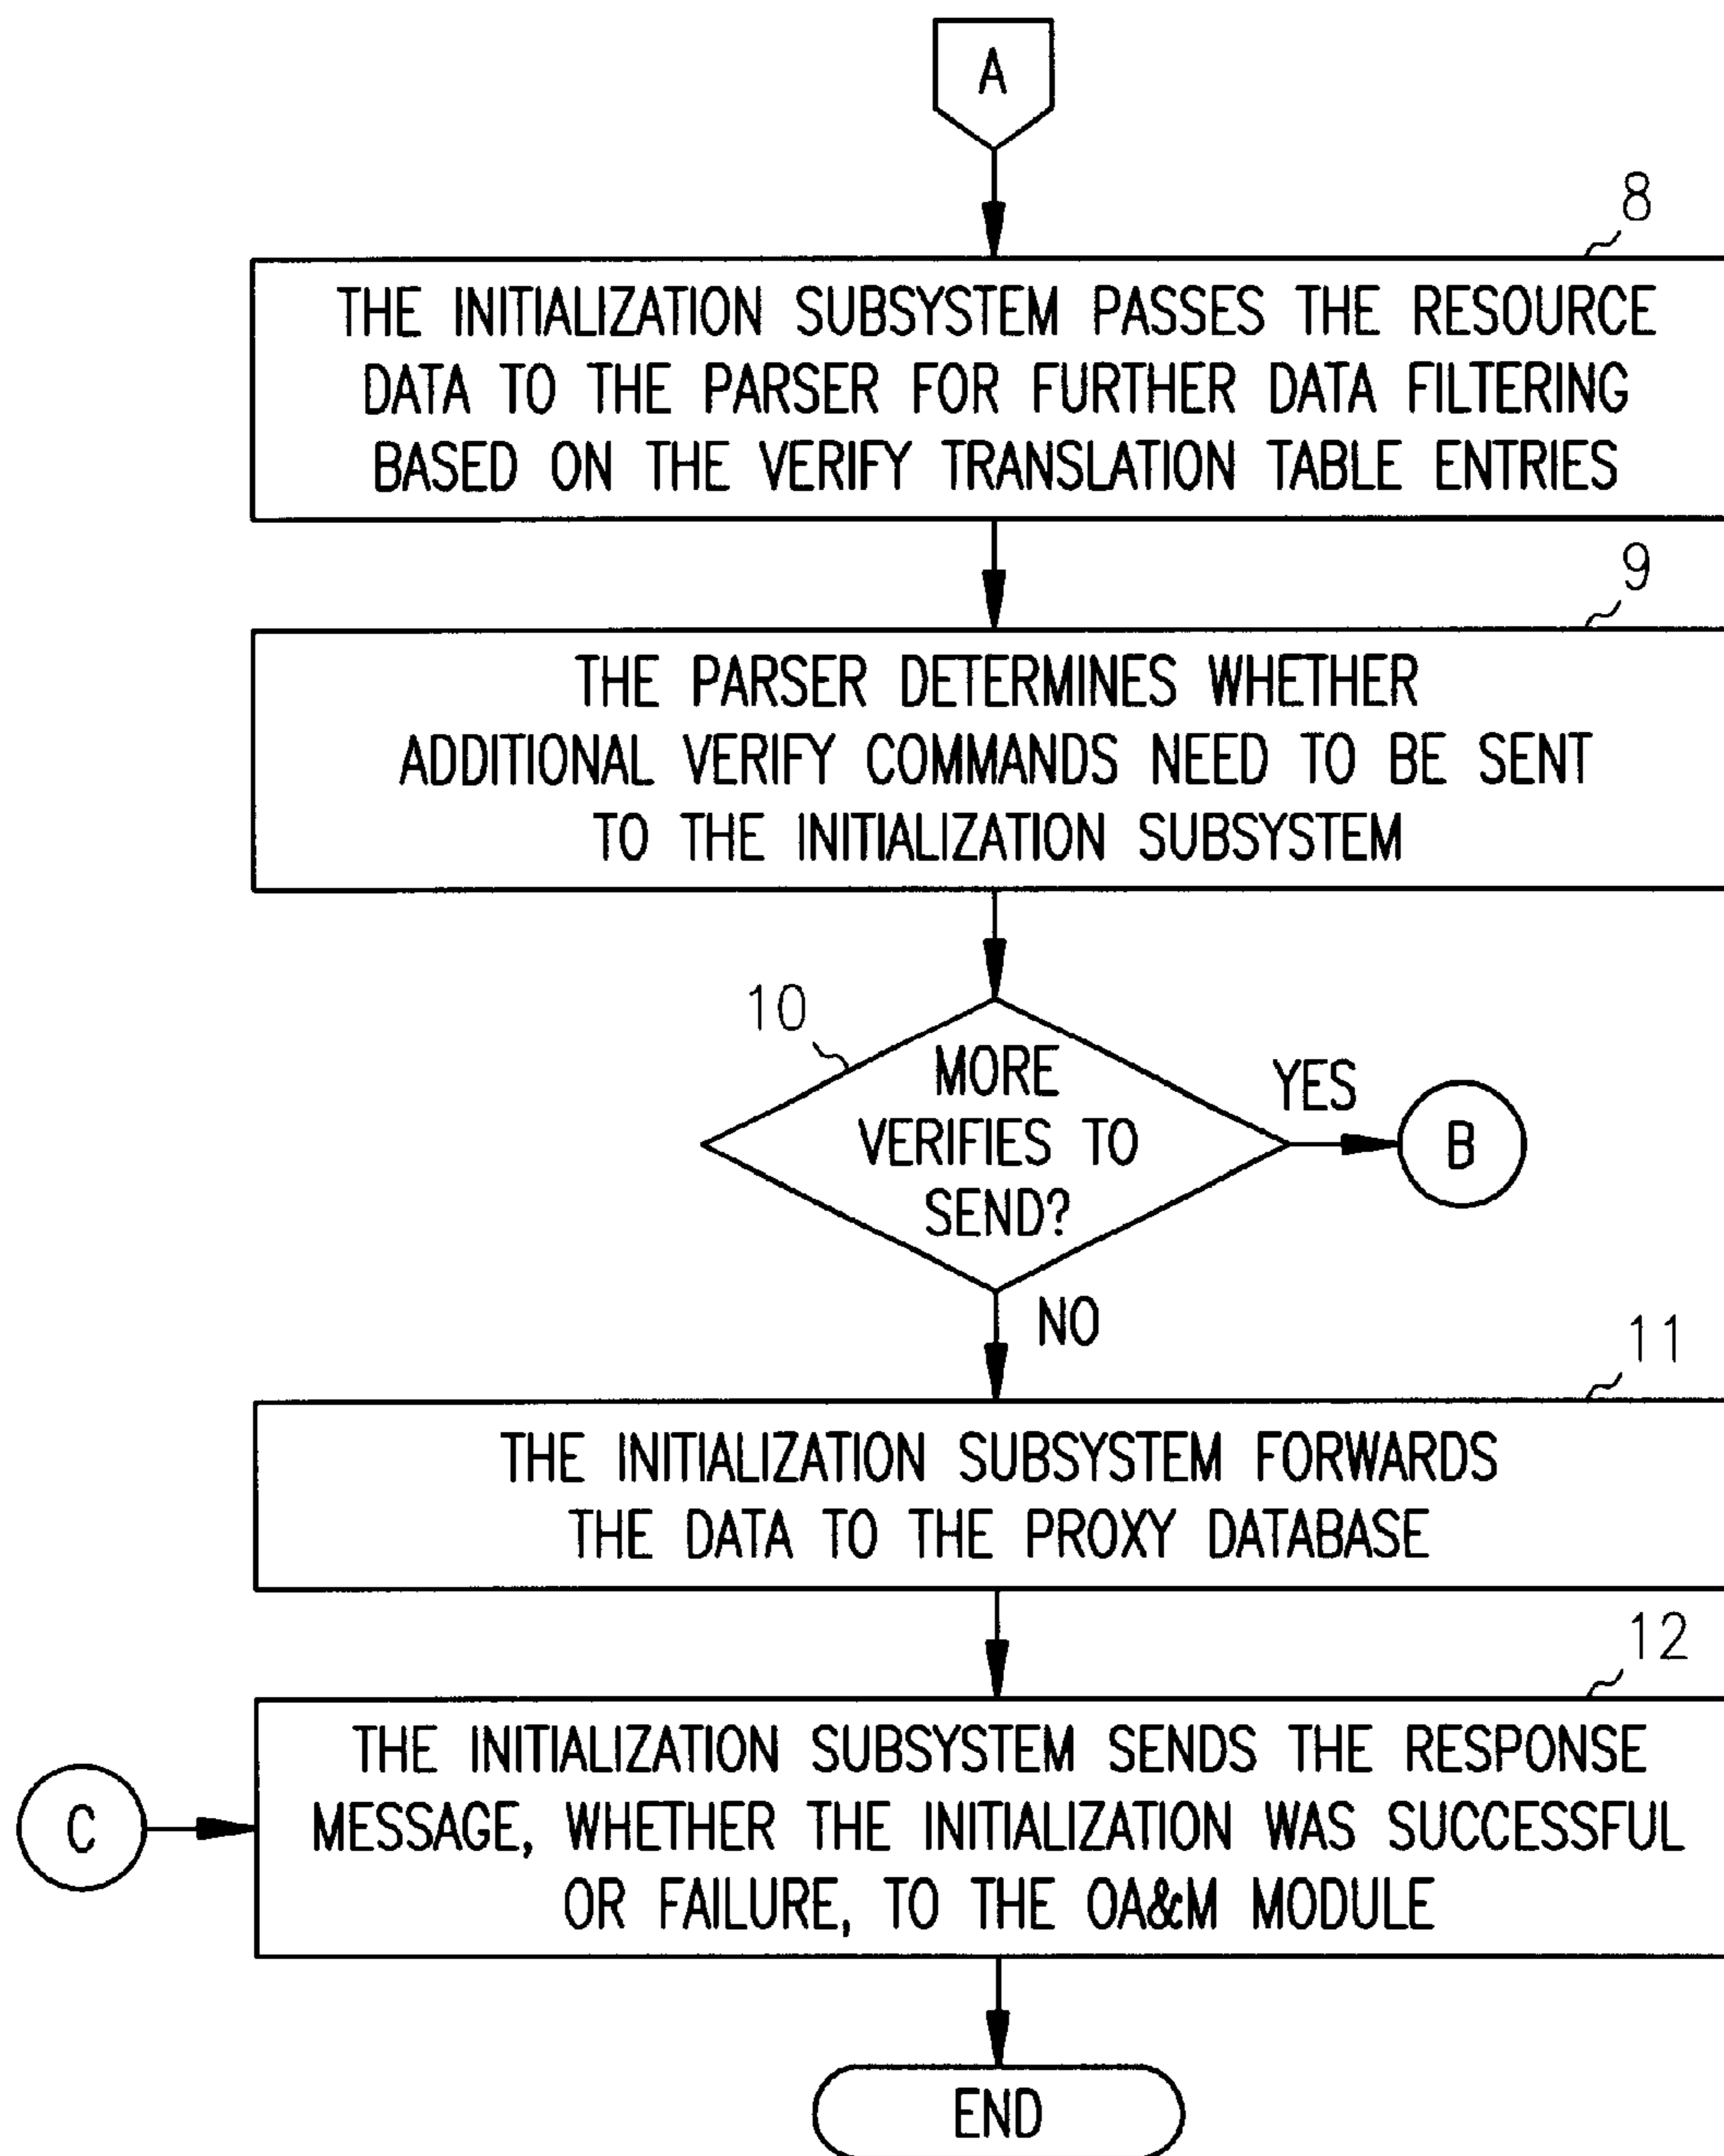 A
8
THE INITIALIZATION SUBSYSTEM PASSES THE RESOURCE
DATA TO THE PARSER FOR FURTHER DATA FILTERING
BASED ON THE VERIFY TRANSLATION TABLE ENTRIES
9
THE PARSER DETERMINES WHETHER
ADDITIONAL VERIFY COMMANDS NEED TO BE SENT
TO THE INITIALIZATION SUBSYSTEM
10
MORE
VERIFIES TO
SEND?
YES
B
NO
11
THE INITIALIZATION SUBSYSTEM FORWARDS
THE DATA TO THE PROXY DATABASE
12
C
THE INITIALIZATION SUBSYSTEM SENDS THE RESPONSE
MESSAGE, WHETHER THE INITIALIZATION WAS SUCCESSFUL
OR FAILURE, TO THE OA&M MODULE
END